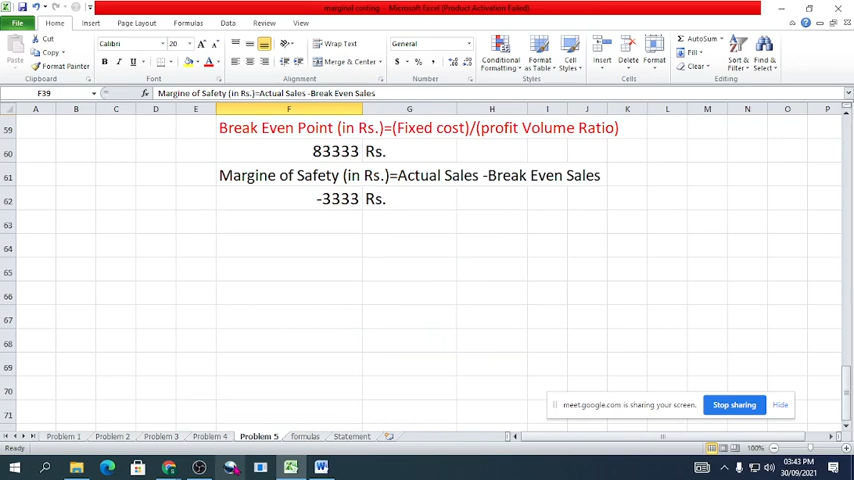 marginal costing - Microsoft Excel (Product Activation Failed)
File Home Insert Page Layout Formulas Data Review View
Cut
Copy
Format Painter
Paste
Clipboard
Calibri 20
B I U
Font
Wrap Text
Merge & Center
Alignment
General
$ % ,
Number
Conditional Formatting
Format as Table
Cell Styles
Styles
Insert Delete Format
Cells
AutoSum
Fill
Clear
Sort & Filter
Find & Select
Editing
F39 fx Margine of Safety (in Rs.)=Actual Sales -Break Even Sales
A B C D E F G H I J K L M N O P
59 Break Even Point (in Rs.)=(Fixed cost)/(profit Volume Ratio)
60 83333 Rs.
61 Margine of Safety (in Rs.)=Actual Sales -Break Even Sales
62 -3333 Rs.
63
64
65
66
67
68
69
70
71
meet.google.com is sharing your screen. Stop sharing Hide
Problem 1 Problem 2 Problem 3 Problem 4 Problem 5 formulas Statement
Ready 100%
03:43 PM
30/09/2021